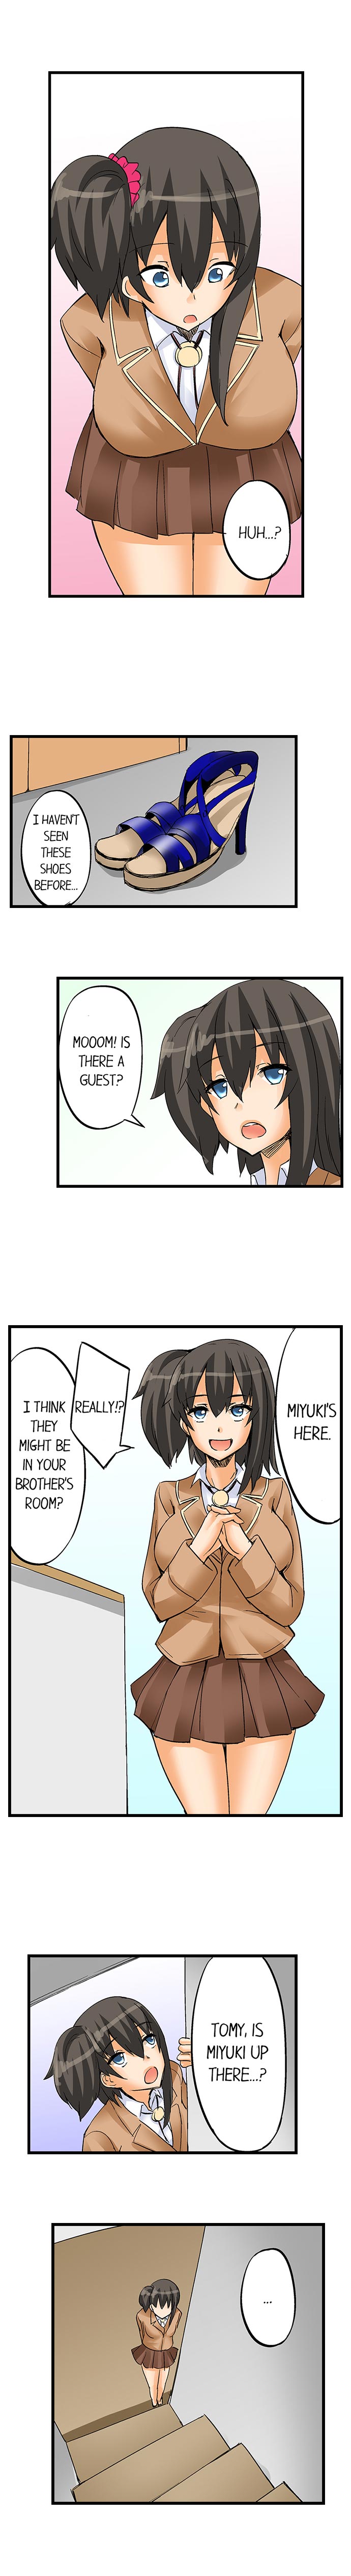 HUH...?
I HAVEN'T
SEEN
THESE
SHOES
BEFORE...
MOOOM! IS
THERE A
GUEST?
MIYUKI'S
HERE.
REALLY!?
I THINK
THEY
MIGHT BE
IN YOUR
BROTHER'S
ROOM?
TOMY, IS
MIYUKI UP
THERE...?
...